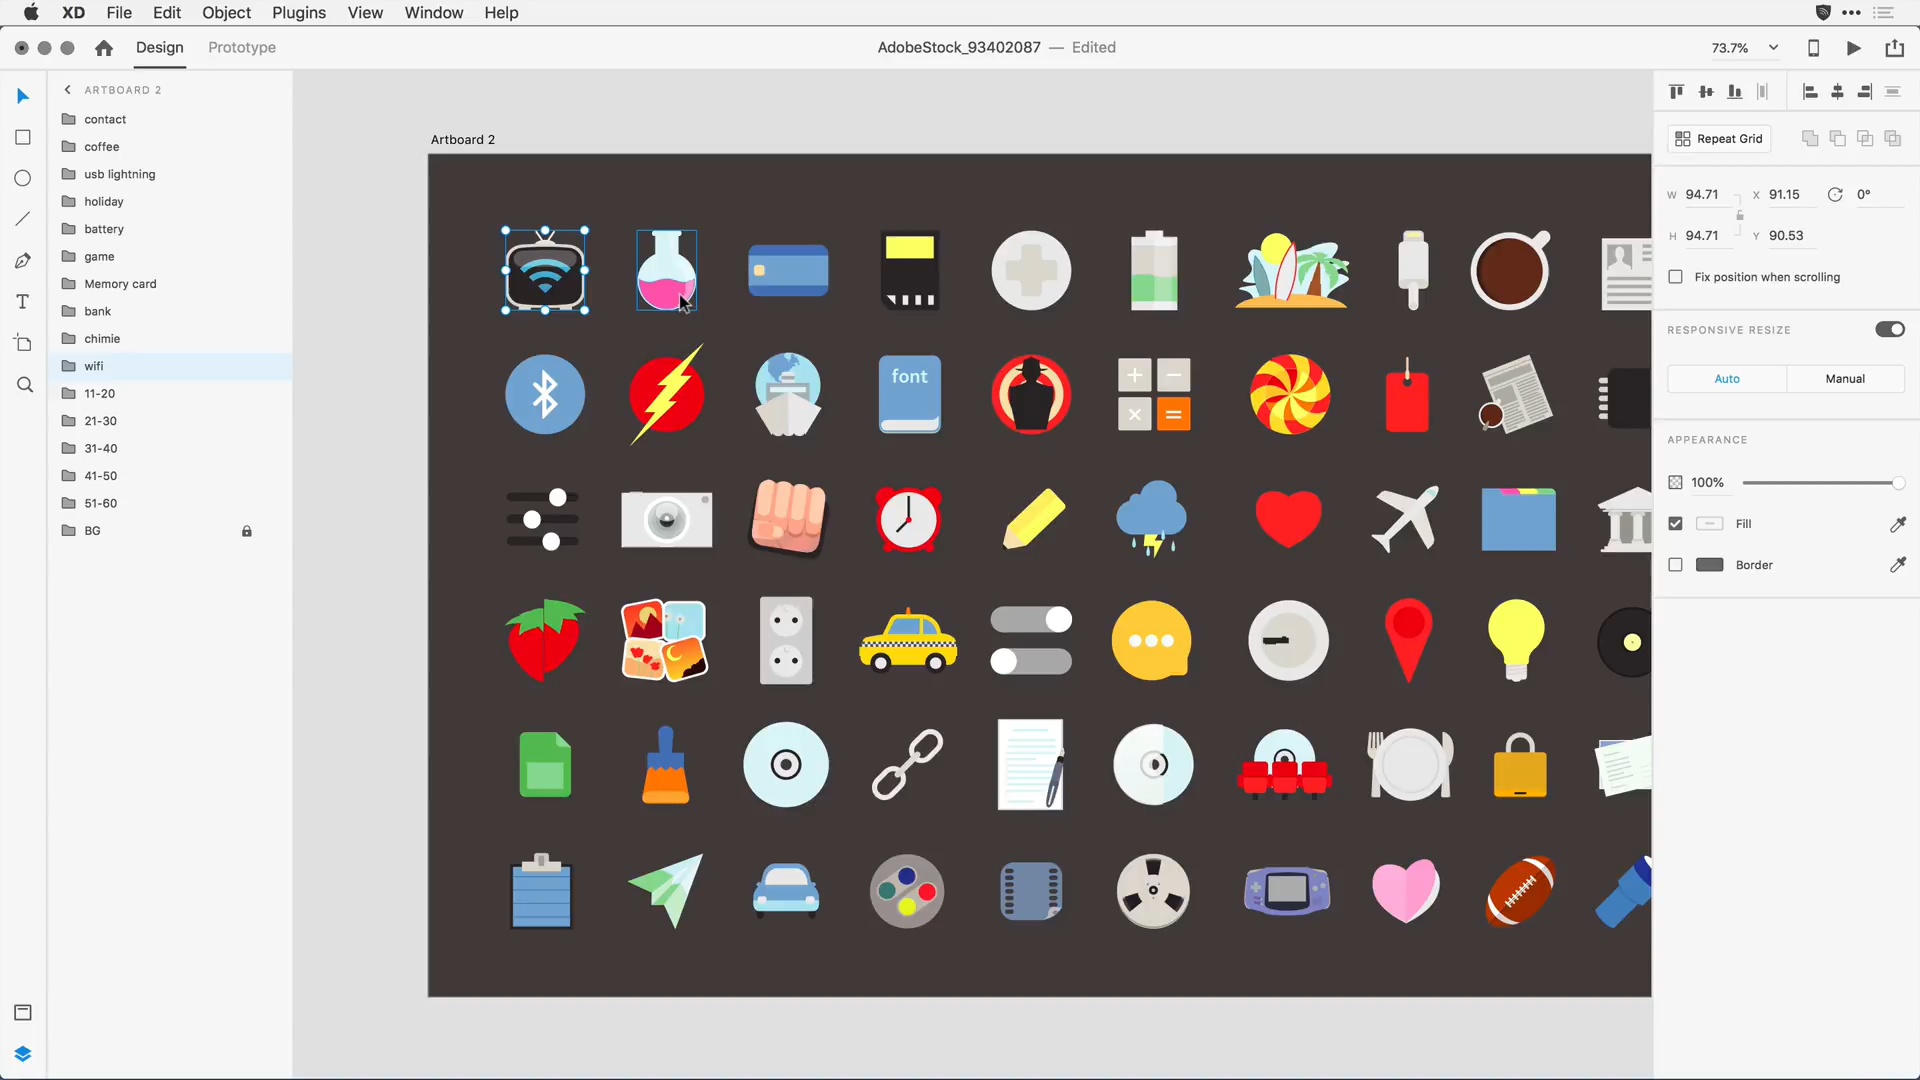 XD File Edit Object Plugins View Window Help
Design Prototype AdobeStock_93402087 — Edited 73.7%
ARTBOARD 2
contact
coffee
usb lightning
holiday
battery
game
Memory card
bank
chimie
wifi
11-20
21-30
31-40
41-50
51-60
BG
Artboard 2
font
Repeat Grid
W 94.71 X 91.15 0°
H 94.71 Y 90.53
Fix position when scrolling
RESPONSIVE RESIZE
Auto Manual
APPEARANCE
100%
Fill
Border